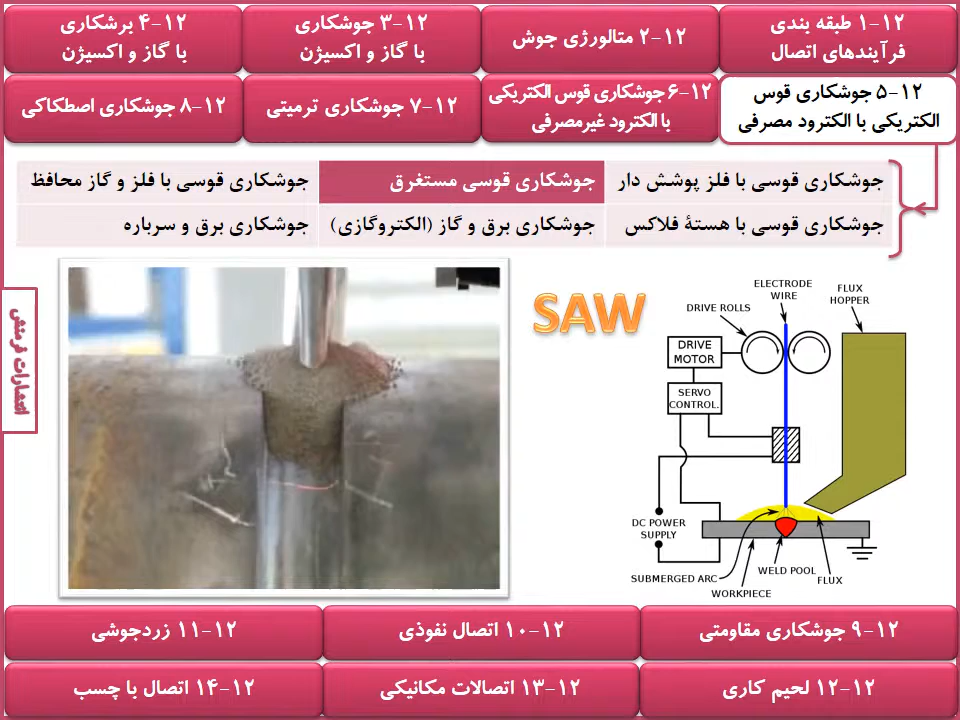 ۱۲-۱ طبقه بندی
فرآیندهای اتصال
۱۲-۲ متالورژی جوش
۱۲-۳ جوشکاری
با گاز و اکسیژن
۱۲-۴ برشکاری
با گاز و اکسیژن
۱۲-۵ جوشکاری قوس
الکتریکی با الکترود مصرفی
۱۲-۶ جوشکاری قوس الکتریکی
با الکترود غیرمصرفی
۱۲-۷ جوشکاری ترمیتی
۱۲-۸ جوشکاری اصطکاکی
جوشکاری قوسی با فلز پوشش دار
جوشکاری قوسی مستغرق
جوشکاری قوسی با فلز و گاز محافظ
جوشکاری قوسی با هستهٔ فلاکس
جوشکاری برق و گاز (الکتروگازی)
جوشکاری برق و سرباره
انتشارات فرمنش
SAW
ELECTRODE
WIRE
FLUX
HOPPER
DRIVE ROLLS
DRIVE
MOTOR
SERVO
CONTROL.
DC POWER
SUPPLY
SUBMERGED ARC
WELD POOL
FLUX
WORKPIECE
۱۲-۹ جوشکاری مقاومتی
۱۲-۱۰ اتصال نفوذی
۱۲-۱۱ زردجوشی
۱۲-۱۲ لحیم کاری
۱۲-۱۳ اتصالات مکانیکی
۱۲-۱۴ اتصال با چسب